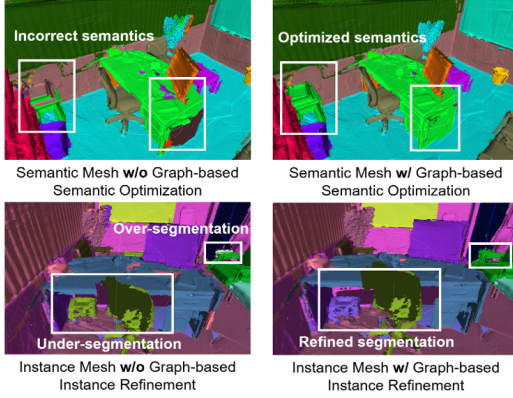 Incorrect semantics
Optimized semantics
Semantic Mesh w/o Graph-based
Semantic Optimization
Semantic Mesh w/ Graph-based
Semantic Optimization
Over-segmentation
Under-segmentation
Refined segmentation
Instance Mesh w/o Graph-based
Instance Refinement
Instance Mesh w/ Graph-based
Instance Refinement